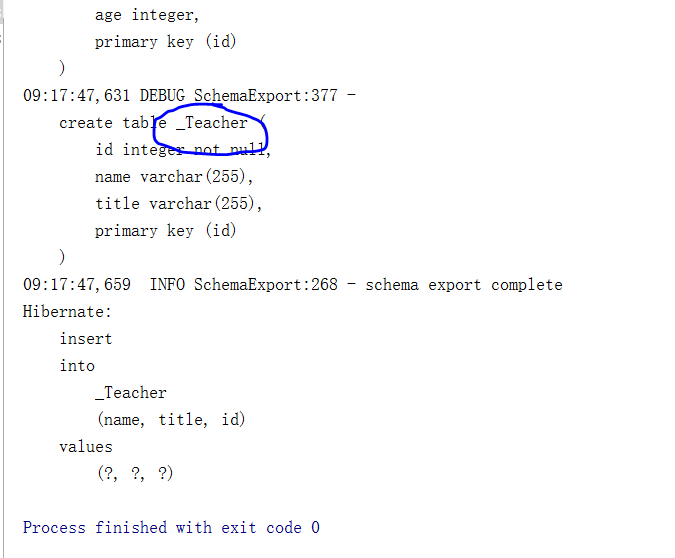 age integer,
primary key (id)
)
09:17:47,631 DEBUG SchemaExport:377 -
create table _Teacher (
id integer not null,
name varchar(255),
title varchar(255),
primary key (id)
)
09:17:47,659  INFO SchemaExport:268 - schema export complete
Hibernate:
insert
into
_Teacher
(name, title, id)
values
(?, ?, ?)
Process finished with exit code 0